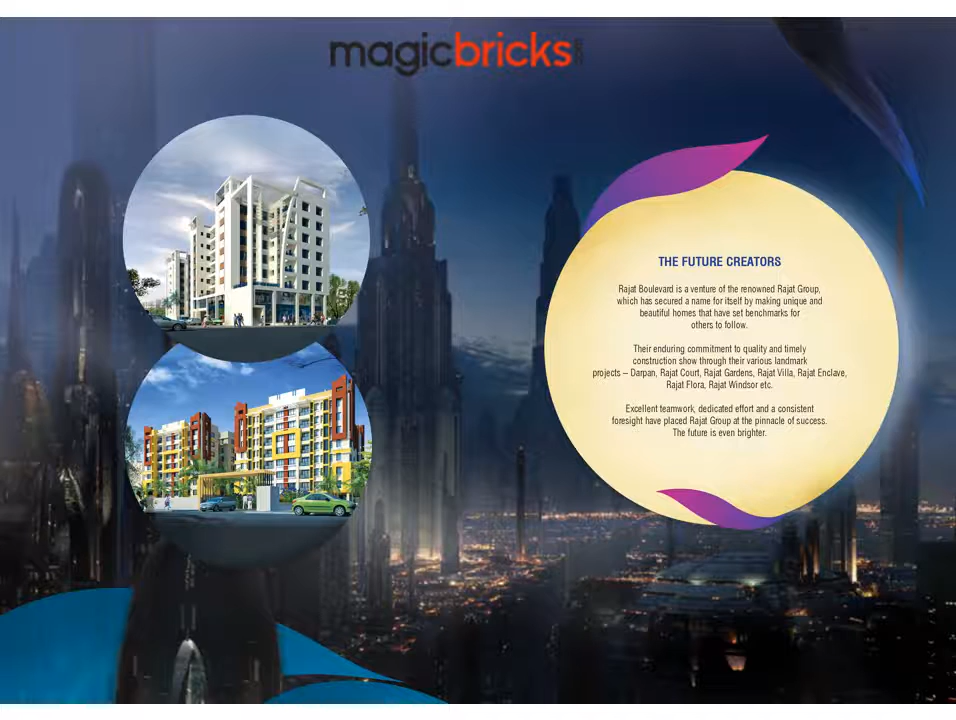 magicbricks
THE FUTURE CREATORS
Rajat Boulevard is a venture of the renowned Rajat Group,
which has secured a name for itself by making unique and
beautiful homes that have set benchmarks for
others to follow.
Their enduring commitment to quality and timely
construction show through their various landmark
projects – Darpan, Rajat Court, Rajat Gardens, Rajat Villa, Rajat Enclave,
Rajat Flora, Rajat Windsor etc.
Excellent teamwork, dedicated effort and a consistent
foresight have placed Rajat Group at the pinnacle of success.
The future is even brighter.